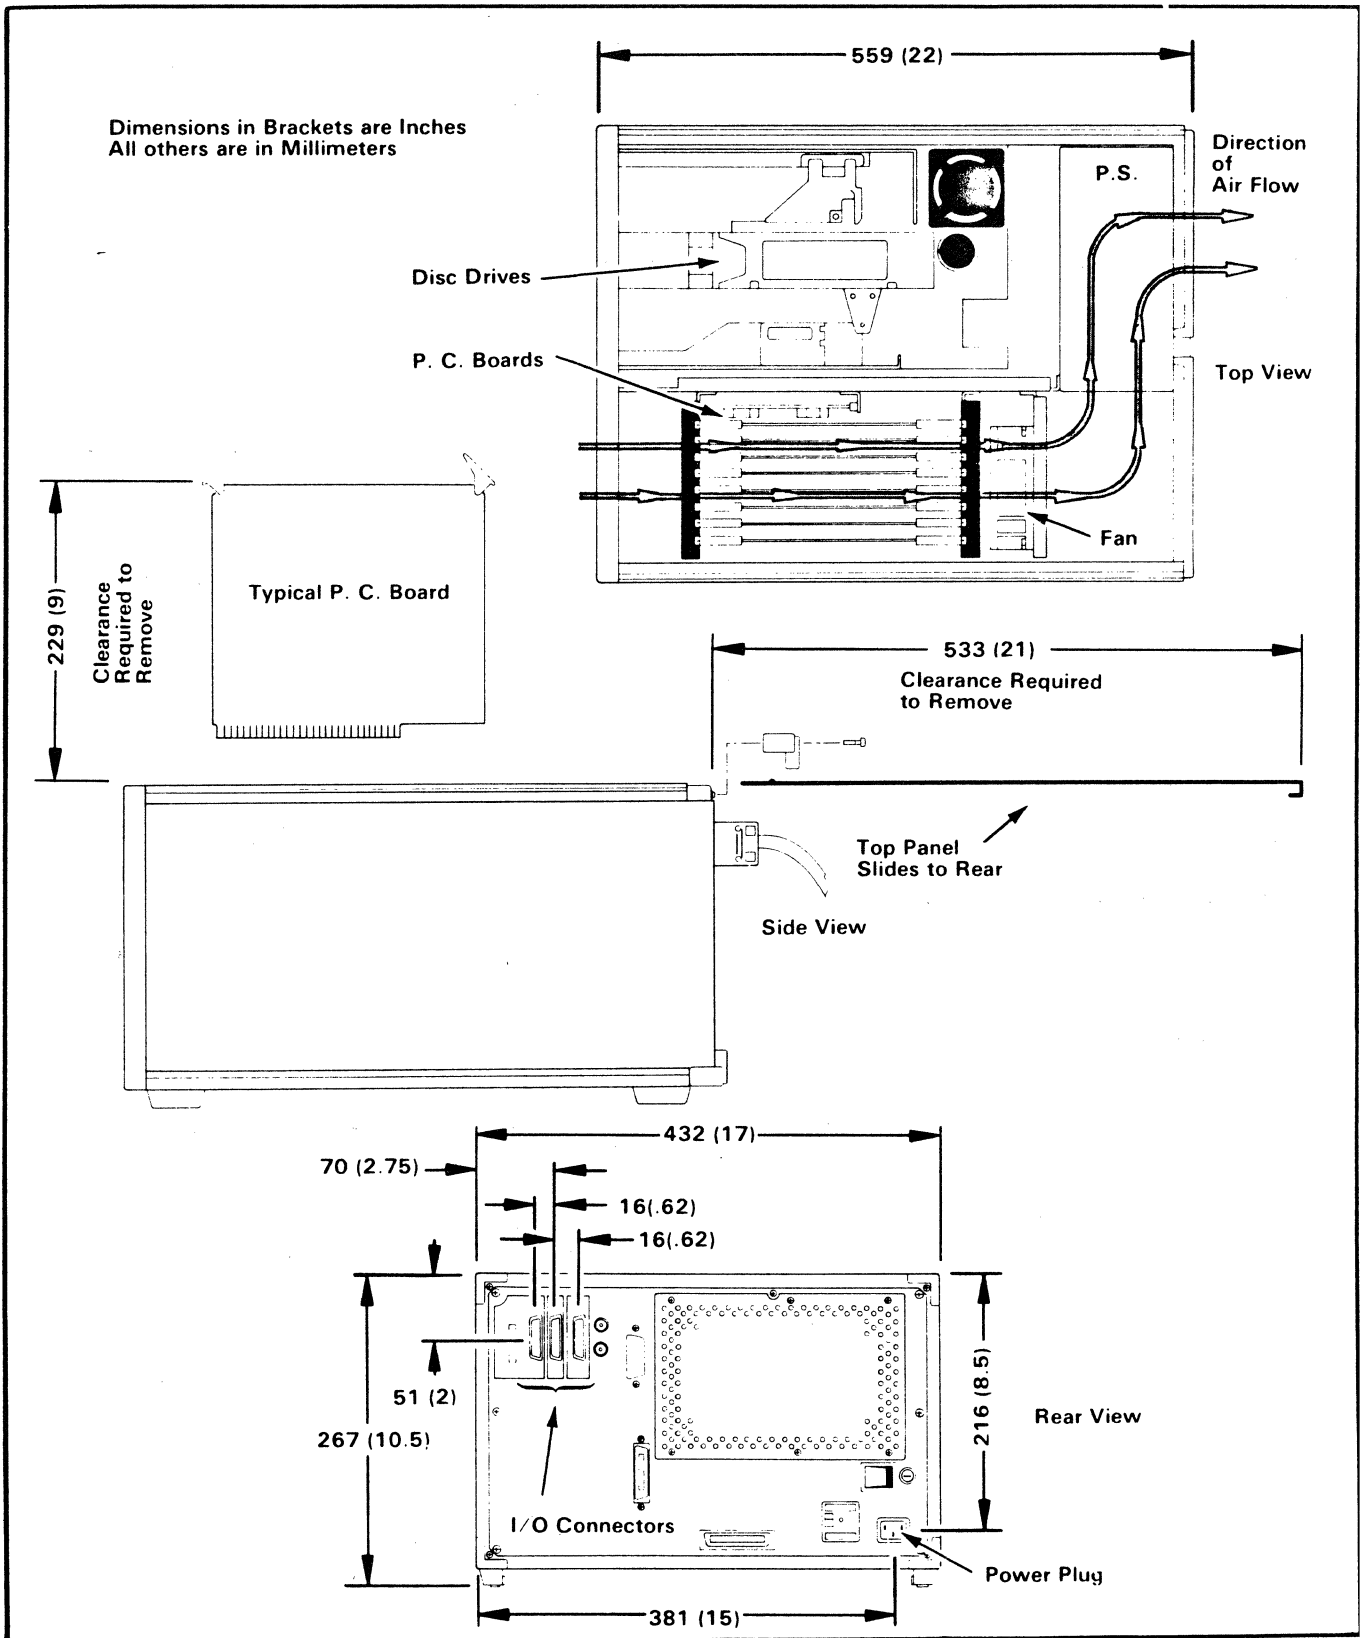 559 (22)
Dimensions in Brackets are Inches
All others are in Millimeters
Direction
of
Air Flow
P.S.
Disc Drives
P. C. Boards
Top View
Fan
229 (9)
Clearance
Required to
Remove
Typical P. C. Board
533 (21)
Clearance Required
to Remove
Top Panel
Slides to Rear
Side View
432 (17)
70 (2.75)
16(.62)
16(.62)
51 (2)
267 (10.5)
216 (8.5)
Rear View
I/O Connectors
Power Plug
381 (15)